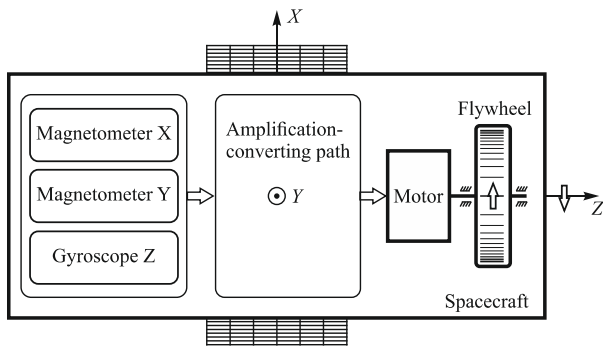 X
Magnetometer X
Magnetometer Y
Gyroscope Z
Amplification-
converting path
Y
Motor
Flywheel
Z
Spacecraft